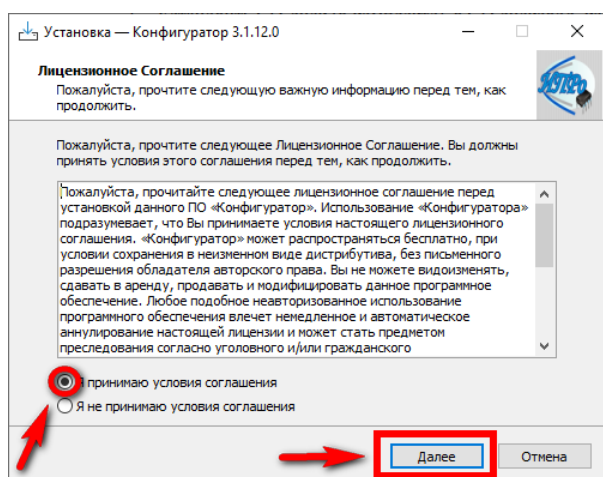 Установка — Конфигуратор 3.1.12.0
Лицензионное Соглашение
Пожалуйста, прочтите следующую важную информацию перед тем, как
продолжить.
Пожалуйста, прочтите следующее Лицензионное Соглашение. Вы должны
принять условия этого соглашения перед тем, как продолжить.
Пожалуйста, прочитайте следующее лицензионное соглашение перед
установкой данного ПО «Конфигуратор». Использование «Конфигуратора»
подразумевает, что Вы принимаете условия настоящего лицензионного
соглашения. «Конфигуратор» может распространяться бесплатно, при
условии сохранения в неизменном виде дистрибутива, без письменного
разрешения обладателя авторского права. Вы не можете видоизменять,
сдавать в аренду, продавать и модифицировать данное программное
обеспечение. Любое подобное неавторизованное использование
программного обеспечения влечет немедленное и автоматическое
аннулирование настоящей лицензии и может стать предметом
преследования согласно уголовного и/или гражданского
Я принимаю условия соглашения
Я не принимаю условия соглашения
Далее
Отмена